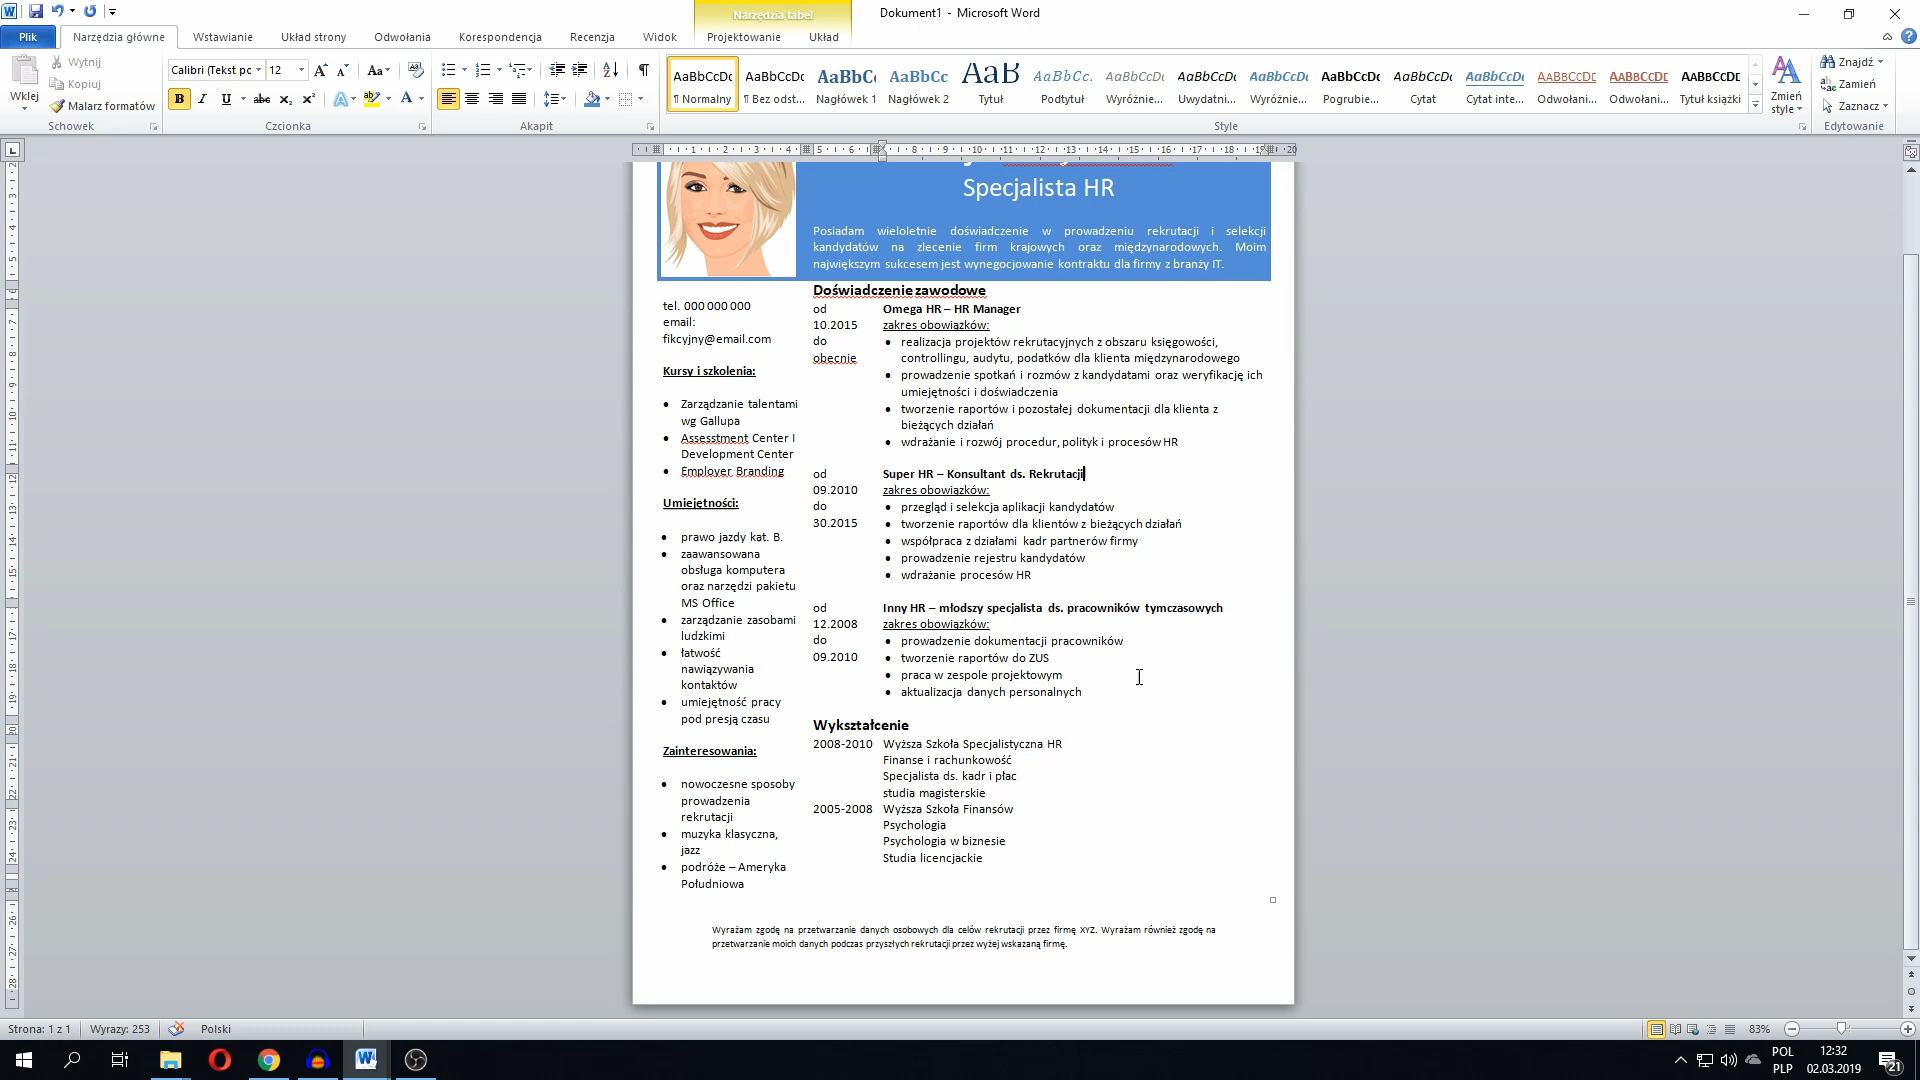 Narzędzia tabel
Dokument1 - Microsoft Word
Plik
Narzędzia główne
Wstawianie
Układ strony
Odwołania
Korespondencja
Recenzja
Widok
Projektowanie
Układ
Wklej
Wytnij
Kopiuj
Malarz formatów
Schowek
Calibri (Tekst pc
12
Czcionka
Akapit
AaBbCcDc AaBbCcDc AaBbC AaBbCc AaB AaBbCc. AaBbCcDc AaBbCcDc AaBbCcDc AaBbCcDc AaBbCcDc AaBbCcDc AABBCCDE AABBCCDE AABBCCDE
¶ Normalny
¶ Bez odst...
Nagłówek 1
Nagłówek 2
Tytuł
Podtytuł
Wyróżnie...
Uwydatni...
Wyróżnie...
Pogrubie...
Cytat
Cytat inte...
Odwołani...
Odwołani...
Tytuł książki
Style
Zmień style
Znajdź
Zamień
Zaznacz
Edytowanie
Specjalista HR
Posiadam wieloletnie doświadczenie w prowadzeniu rekrutacji i selekcji
kandydatów na zlecenie firm krajowych oraz międzynarodowych. Moim
największym sukcesem jest wynegocjowanie kontraktu dla firmy z branży IT.
tel. 000 000 000
email:
fikcyjny@email.com
Kursy i szkolenia:
• Zarządzanie talentami
wg Gallupa
• Assesstment Center I
Development Center
• Employer Branding
Umiejętności:
• prawo jazdy kat. B.
• zaawansowana
obsługa komputera
oraz narzędzi pakietu
MS Office
• zarządzanie zasobami
ludzkimi
• łatwość
nawiązywania
kontaktów
• umiejętność pracy
pod presją czasu
Zainteresowania:
• nowoczesne sposoby
prowadzenia
rekrutacji
• muzyka klasyczna,
jazz
• podróże – Ameryka
Południowa
Doświadczenie zawodowe
od
10.2015
do
obecnie
Omega HR – HR Manager
zakres obowiązków:
• realizacja projektów rekrutacyjnych z obszaru księgowości,
controllingu, audytu, podatków dla klienta międzynarodowego
• prowadzenie spotkań i rozmów z kandydatami oraz weryfikację ich
umiejętności i doświadczenia
• tworzenie raportów i pozostałej dokumentacji dla klienta z
bieżących działań
• wdrażanie i rozwój procedur, polityk i procesów HR
od
09.2010
do
30.2015
Super HR – Konsultant ds. Rekrutacji
zakres obowiązków:
• przegląd i selekcja aplikacji kandydatów
• tworzenie raportów dla klientów z bieżących działań
• współpraca z działami kadr partnerów firmy
• prowadzenie rejestru kandydatów
• wdrażanie procesów HR
od
12.2008
do
09.2010
Inny HR – młodszy specjalista ds. pracowników tymczasowych
zakres obowiązków:
• prowadzenie dokumentacji pracowników
• tworzenie raportów do ZUS
• praca w zespole projektowym
• aktualizacja danych personalnych
Wykształcenie
2008-2010 Wyższa Szkoła Specjalistyczna HR
Finanse i rachunkowość
Specjalista ds. kadr i płac
studia magisterskie
2005-2008 Wyższa Szkoła Finansów
Psychologia
Psychologia w biznesie
Studia licencjackie
Wyrażam zgodę na przetwarzanie danych osobowych dla celów rekrutacji przez firmę XYZ. Wyrażam również zgodę na
przetwarzanie moich danych podczas przyszłych rekrutacji przez wyżej wskazaną firmę.
Strona: 1 z 1
Wyrazy: 253
Polski
83%
POL
PLP
12:32
02.03.2019
21